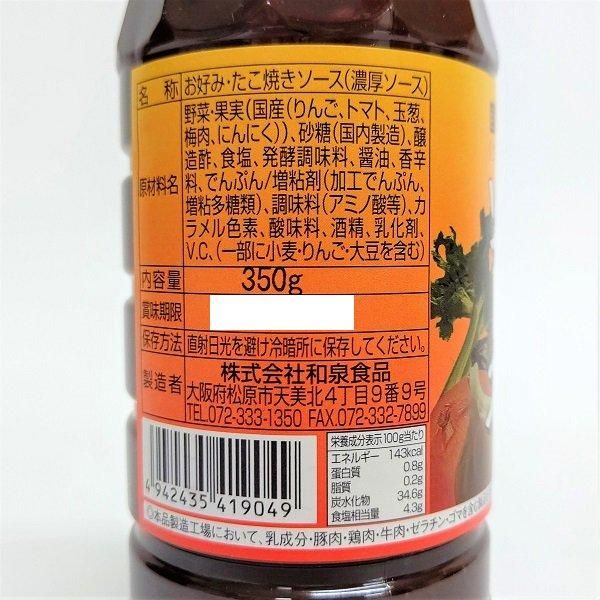 名 称 お好み・たこ焼きソース(濃厚ソース)
原材料名
野菜・果実(国産(りんご、トマト、玉葱、
梅肉、にんにく))、砂糖(国内製造)、醸
造酢、食塩、発酵調味料、醤油、香辛
料、でんぷん/増粘剤(加工でんぷん、
増粘多糖類)、調味料(アミノ酸等)、カ
ラメル色素、酸味料、酒精、乳化剤、
V.C.、(一部に小麦・りんご・大豆を含む)
内容量 350g
賞味期限
保存方法 直射日光を避け冷暗所に保存してください。
製造者
株式会社和泉食品
大阪府松原市天美北4丁目9番9号
TEL.072-333-1350 FAX.072-332-7899
4 942435 419049
栄養成分表示100g当たり
エネルギー 143kcal
蛋白質 0.8g
脂質 0.2g
炭水化物 34.6g
食塩相当量 4.3g
◎本品製造工場において、乳成分・豚肉・鶏肉・牛肉・ゼラチン・ゴマを含む